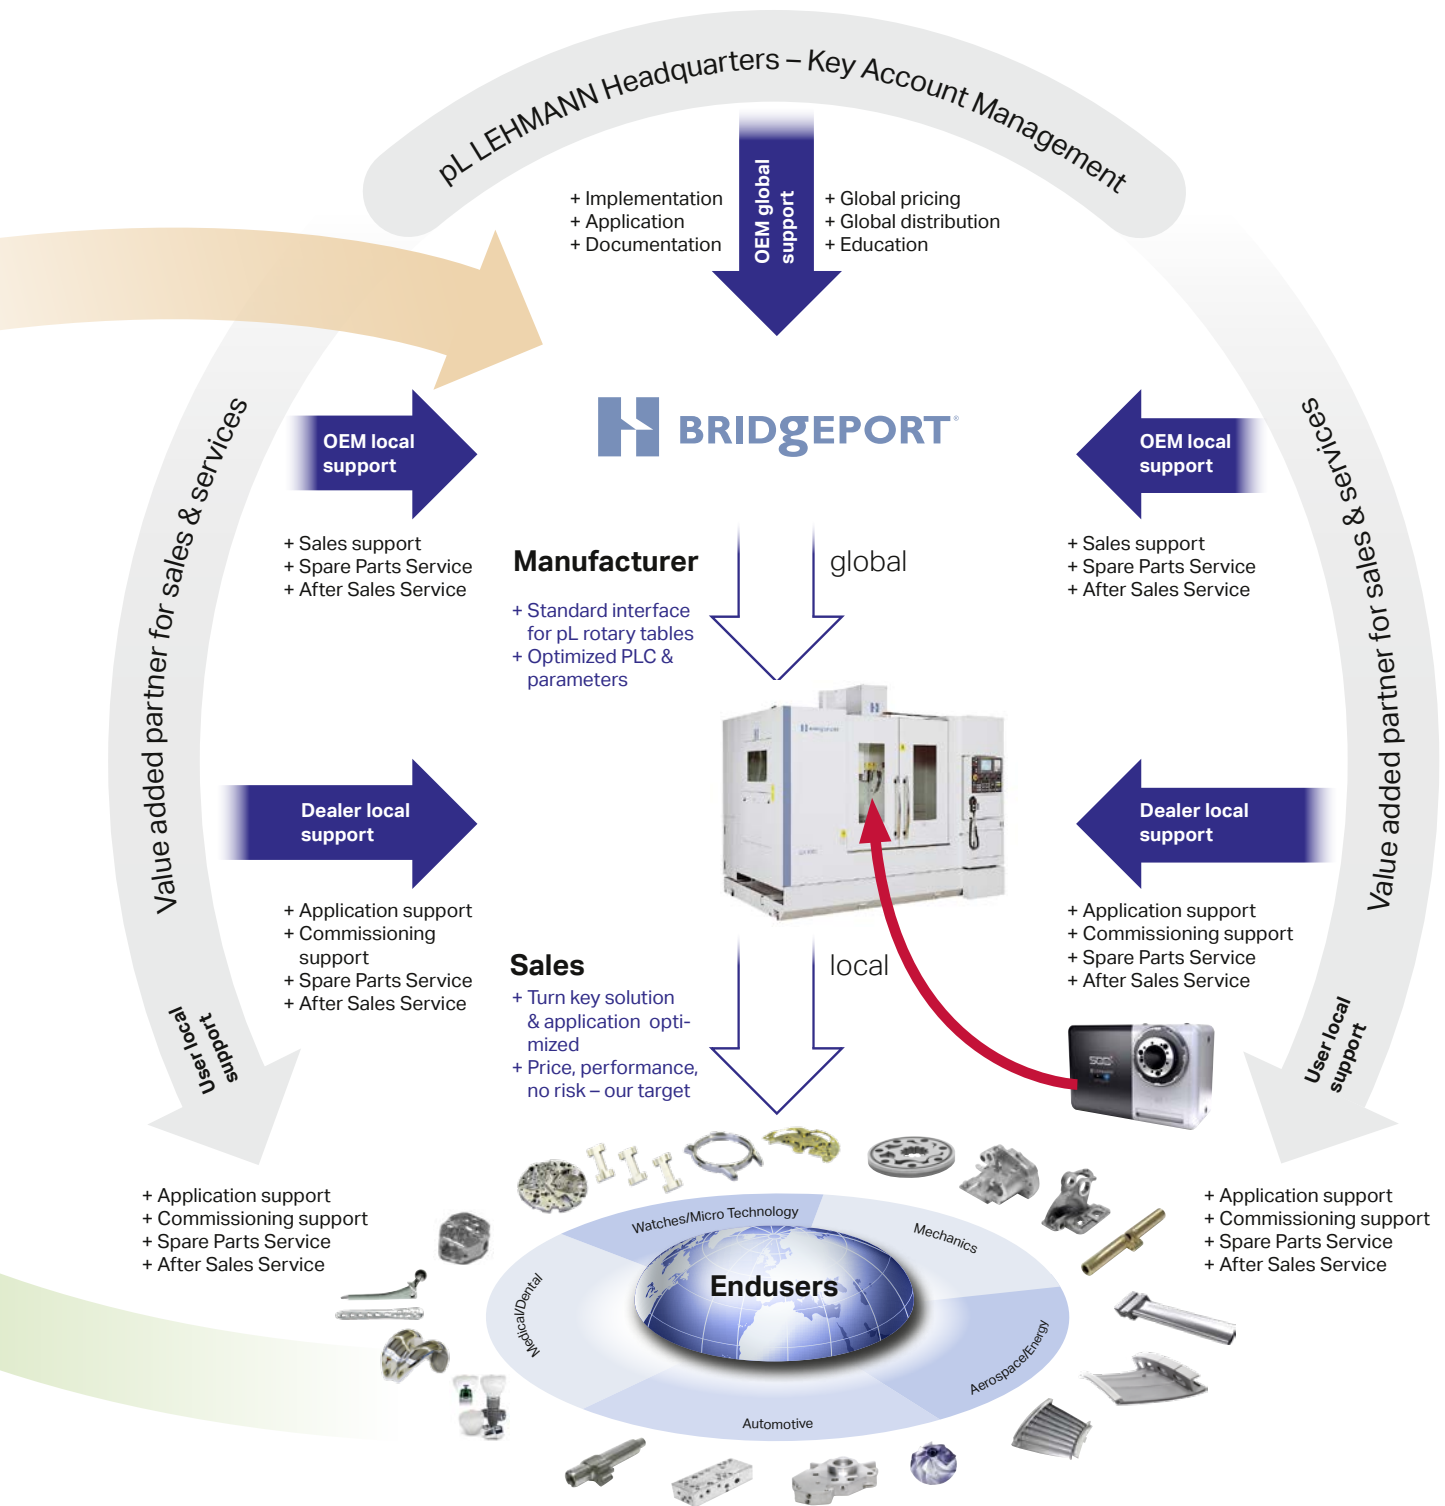 pL LEHMANN Headquarters – Key Account Management
OEM global
support
+ Implementation
+ Application
+ Documentation
+ Global pricing
+ Global distribution
+ Education
BRIDGEPORT®
Value added partner for sales & services
Value added partner for sales & services
OEM local
support
+ Sales support
+ Spare Parts Service
+ After Sales Service
OEM local
support
+ Sales support
+ Spare Parts Service
+ After Sales Service
Manufacturer
global
+ Standard interface
for pL rotary tables
+ Optimized PLC &
parameters
Dealer local
support
+ Application support
+ Commissioning
support
+ Spare Parts Service
+ After Sales Service
Dealer local
support
+ Application support
+ Commissioning support
+ Spare Parts Service
+ After Sales Service
Sales
local
+ Turn key solution
& application opti-
mized
+ Price, performance,
no risk – our target
User local
support
User local
support
+ Application support
+ Commissioning support
+ Spare Parts Service
+ After Sales Service
+ Application support
+ Commissioning support
+ Spare Parts Service
+ After Sales Service
Watches/Micro Technology
Mechanics
Medical/Dental
Endusers
Aerospace/Energy
Automotive